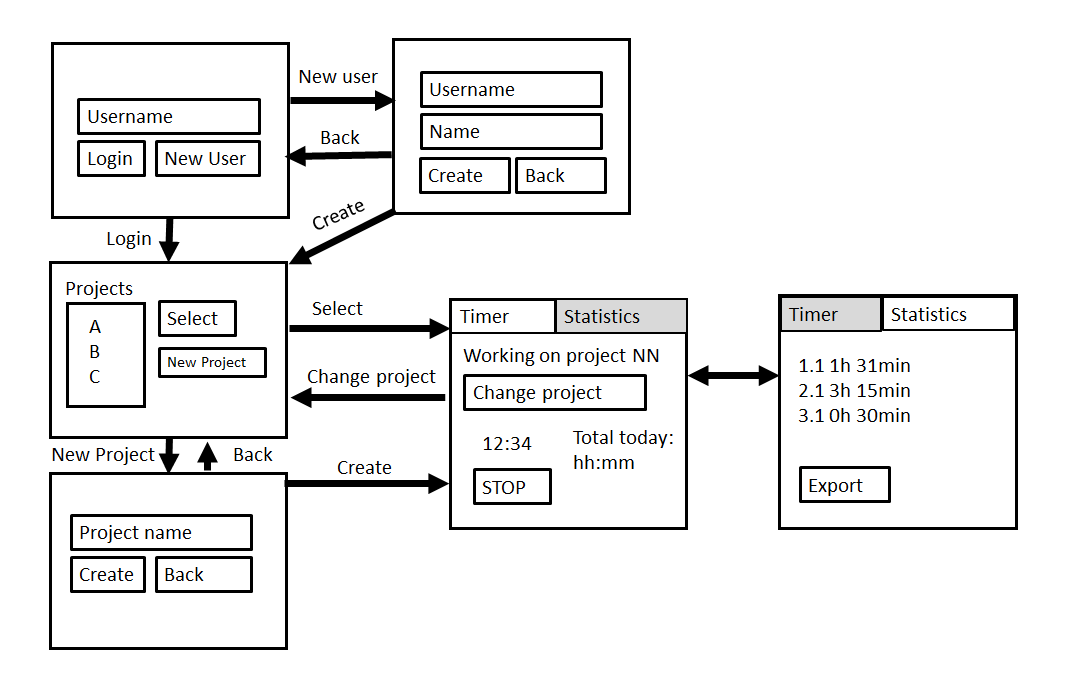 Username
Login
New User
New user
Back
Username
Name
Create
Back
Login
Create
Projects
A
B
C
Select
New Project
Select
Change project
Timer
Statistics
Working on project NN
Change project
12:34
Total today:
hh:mm
STOP
Timer
Statistics
1.1 1h 31min
2.1 3h 15min
3.1 0h 30min
Export
New Project
Back
Create
Project name
Create
Back